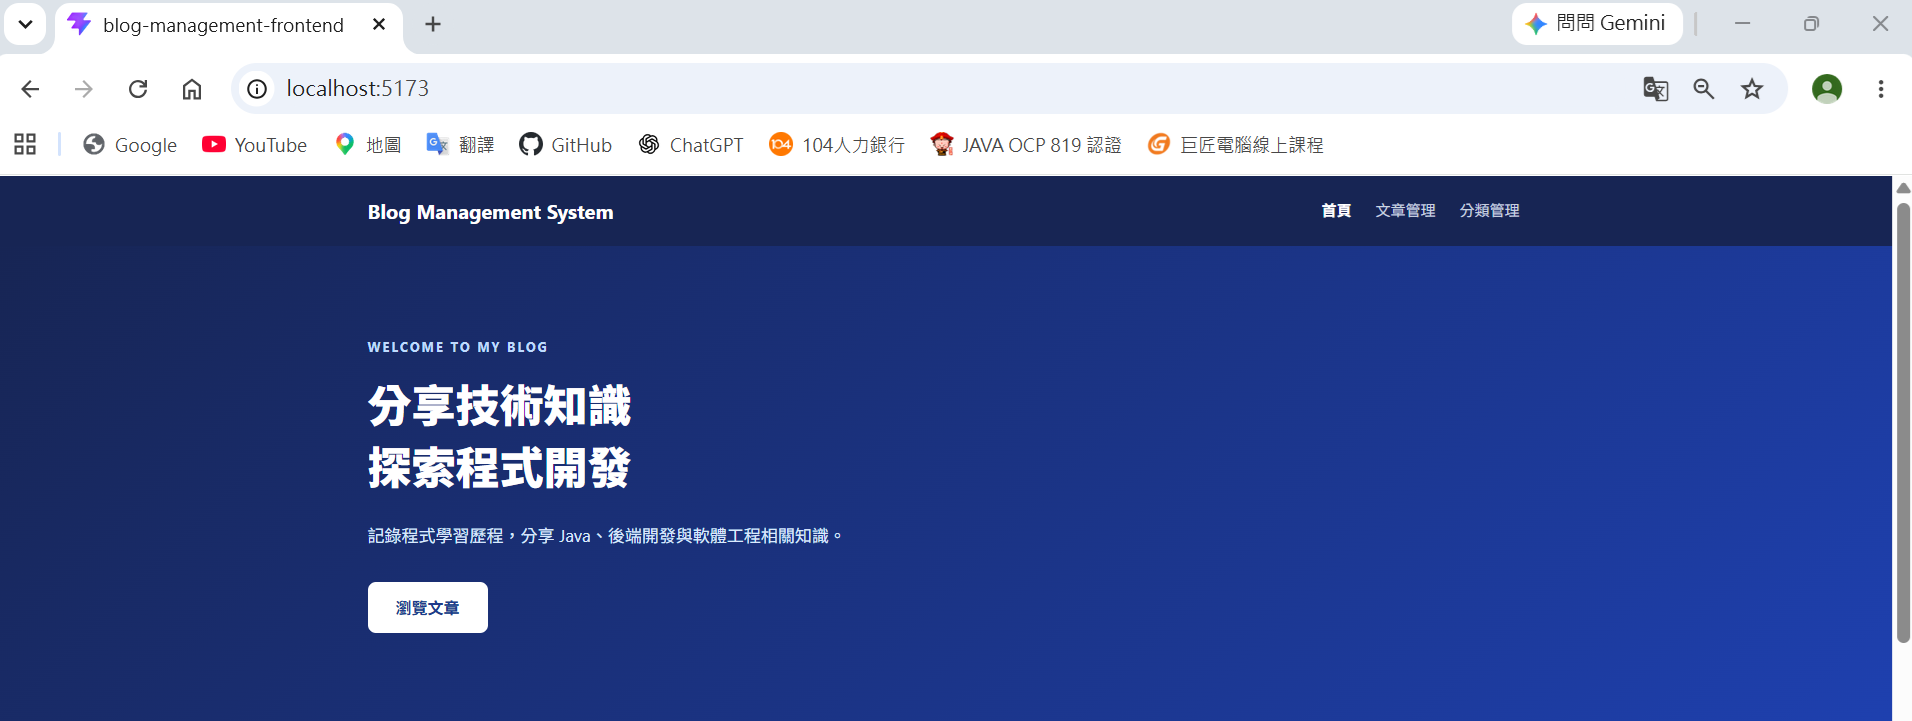 blog-management-frontend
問問 Gemini
localhost:5173
Google YouTube 地圖 翻譯 GitHub ChatGPT 104人力銀行 JAVA OCP 819 認證 巨匠電腦線上課程
Blog Management System 首頁 文章管理 分類管理
WELCOME TO MY BLOG
分享技術知識
探索程式開發
記錄程式學習歷程，分享 Java、後端開發與軟體工程相關知識。
瀏覽文章